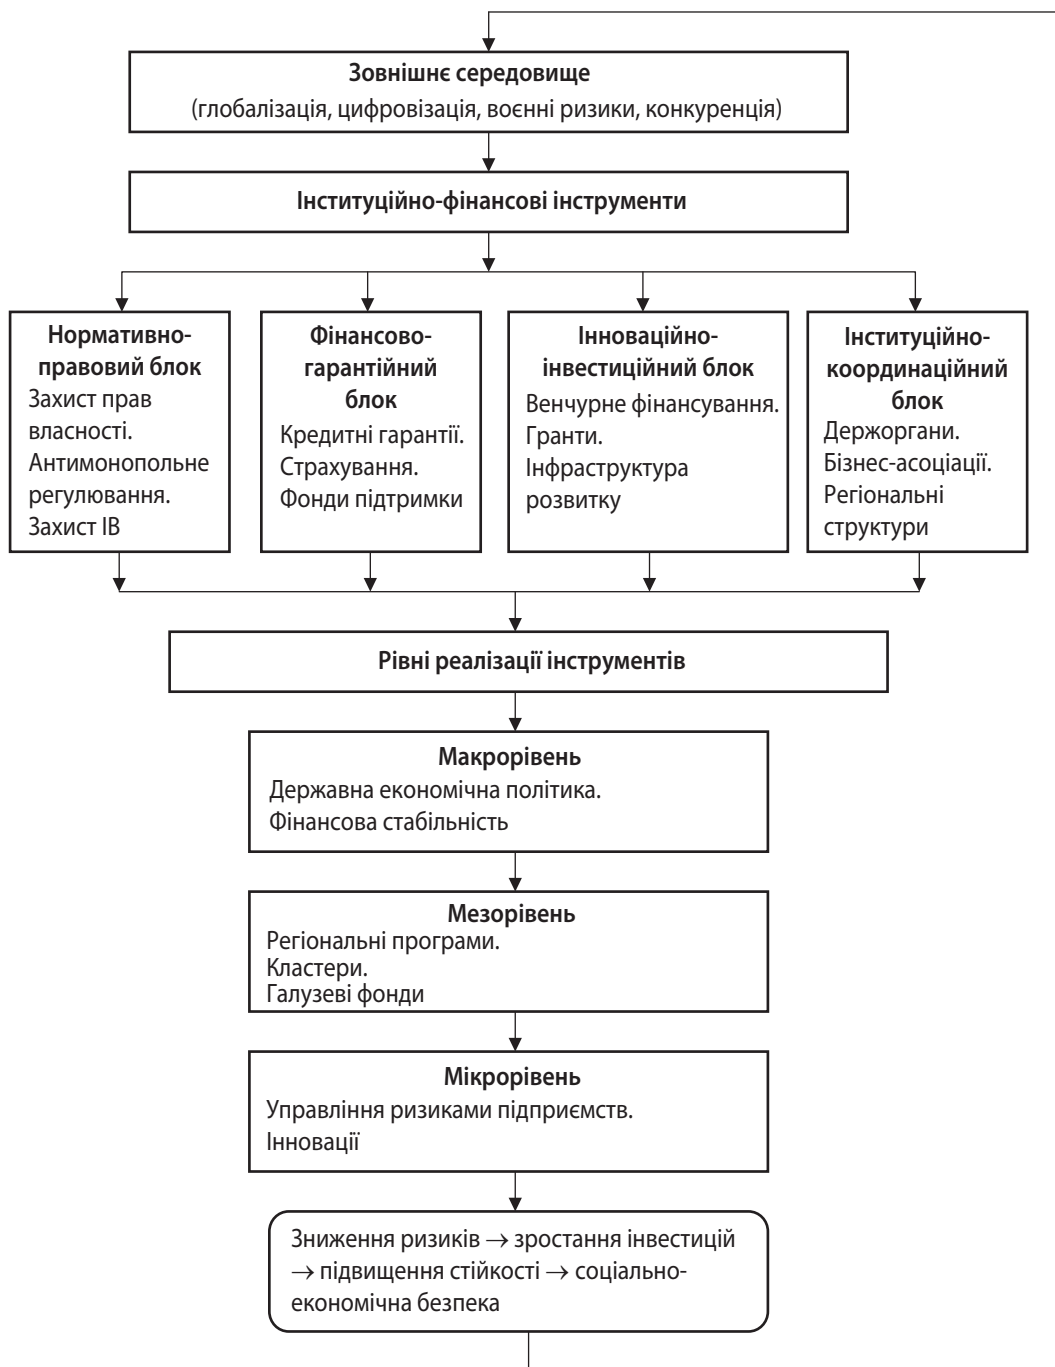 Зовнішнє середовище
(глобалізація, цифровізація, воєнні ризики, конкуренція)
Інституційно-фінансові інструменти
Нормативно-
правовий блок
Захист прав
власності.
Антимонопольне
регулювання.
Захист ІВ
Фінансово-
гарантійний
блок
Кредитні гарантії.
Страхування.
Фонди підтримки
Інноваційно-
інвестиційний блок
Венчурне фінансування.
Гранти.
Інфраструктура
розвитку
Інституційно-
координаційний
блок
Держоргани.
Бізнес-асоціації.
Регіональні
структури
Рівні реалізації інструментів
Макрорівень
Державна економічна політика.
Фінансова стабільність
Мезорівень
Регіональні програми.
Кластери.
Галузеві фонди
Мікрорівень
Управління ризиками підприємств.
Інновації
Зниження ризиків → зростання інвестицій
→ підвищення стійкості → соціально-
економічна безпека